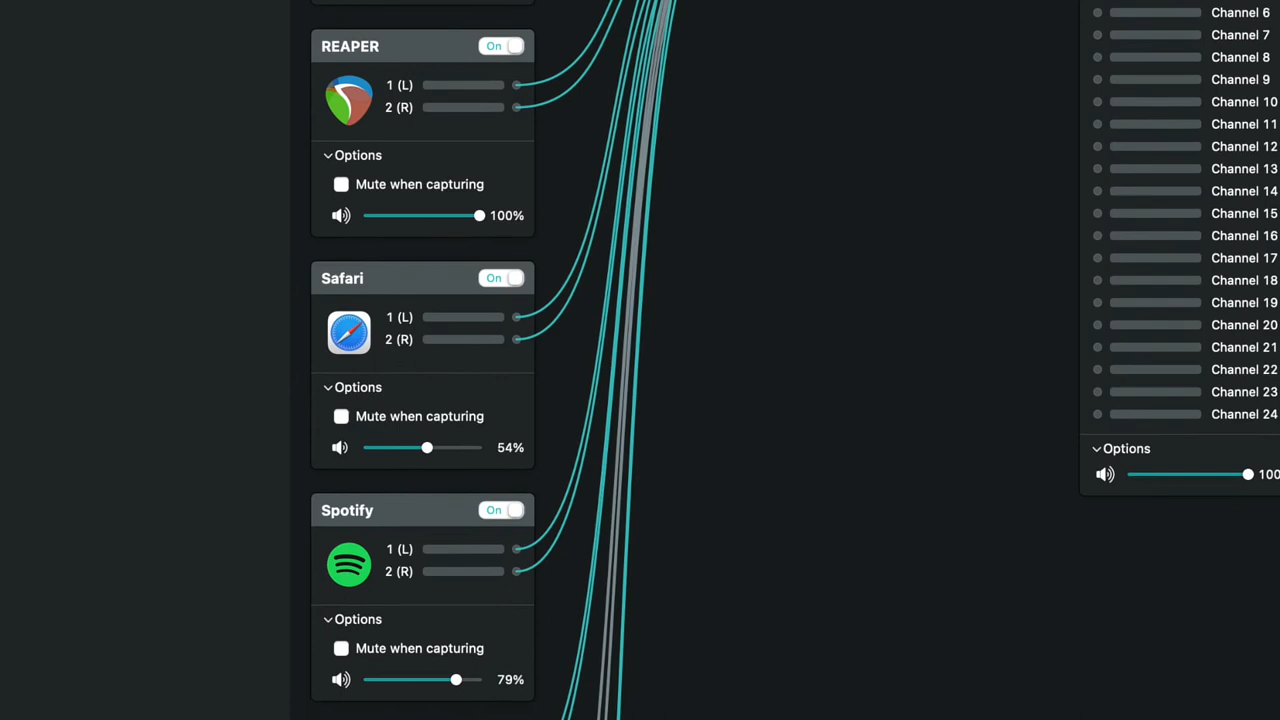 REAPER
On
1 (L)
2 (R)
Options
Mute when capturing
100%
Safari
On
1 (L)
2 (R)
Options
Mute when capturing
54%
Spotify
On
1 (L)
2 (R)
Options
Mute when capturing
79%
Channel 6
Channel 7
Channel 8
Channel 9
Channel 10
Channel 11
Channel 12
Channel 13
Channel 14
Channel 15
Channel 16
Channel 17
Channel 18
Channel 19
Channel 20
Channel 21
Channel 22
Channel 23
Channel 24
Options
100